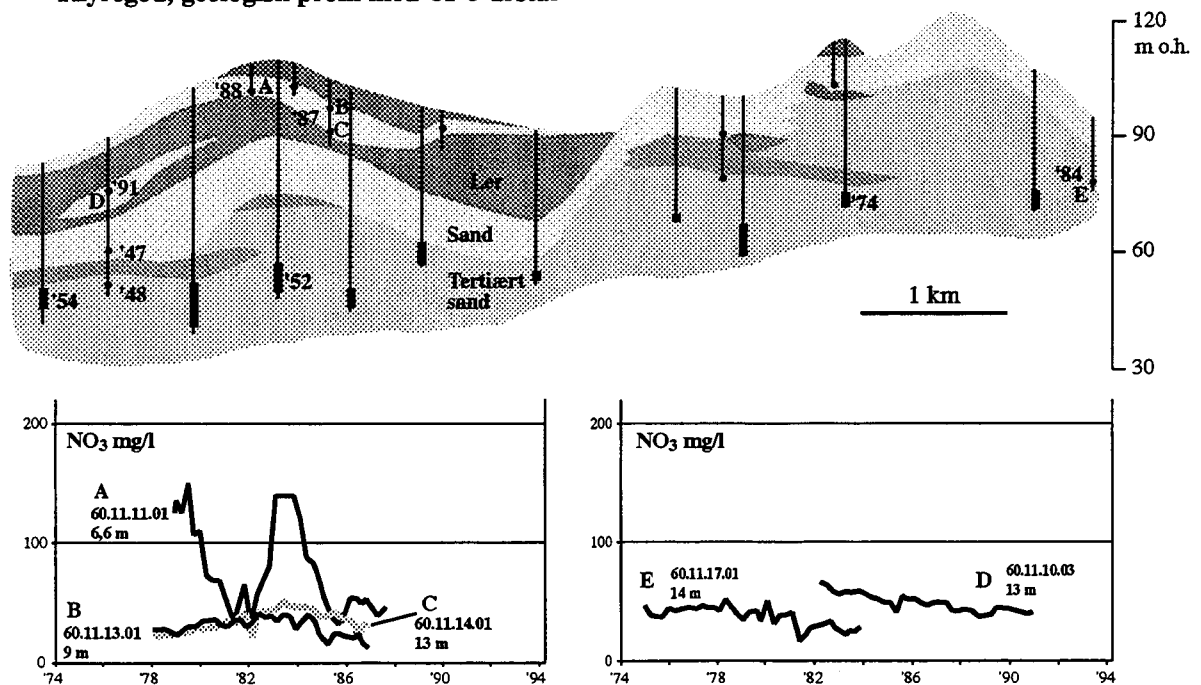 120
m o.h.
'88 A
'87 B
C
90
'91
D
Ler
'84
E
'74
Sand
'47
60
'52
Tertiært
sand
'54
'48
1 km
30
200
NO₃ mg/l
A
60.11.11.01
6,6 m
100
B
60.11.13.01
9 m
C
60.11.14.01
13 m
0
'74 '78 '82 '86 '90 '94
200
NO₃ mg/l
100
E 60.11.17.01
14 m
D 60.11.10.03
13 m
0
'74 '78 '82 '86 '90 '94